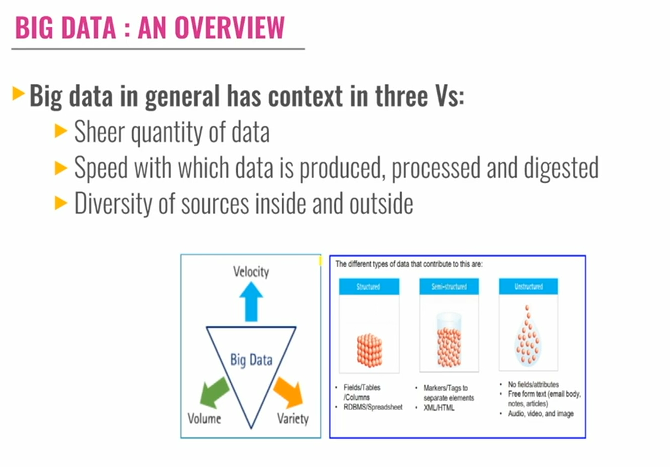 BIG DATA : AN OVERVIEW
Big data in general has context in three Vs:
Sheer quantity of data
Speed with which data is produced, processed and digested
Diversity of sources inside and outside
Velocity
Big Data
Volume
Variety
The different types of data that contribute to this are:
Structured
Semi-structured
Unstructured
• Fields/Tables
/Columns
• RDBMS/Spreadsheet
• Markers/Tags to
separate elements
• XML/HTML
• No fields/attributes
• Free form text (email body,
notes, articles)
• Audio, video, and image